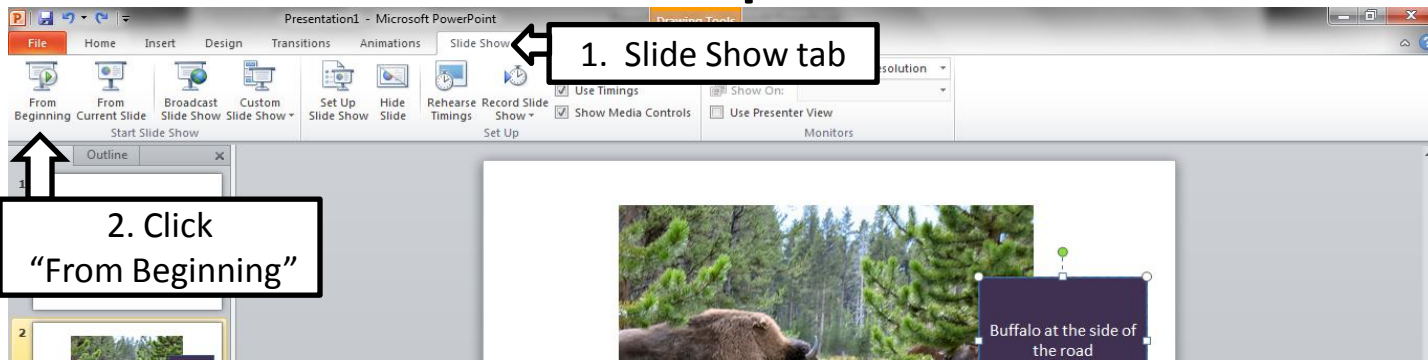 Presentation1 - Microsoft PowerPoint
Drawing Tools
File Home Insert Design Transitions Animations Slide Show
1. Slide Show tab
From Beginning
From Current Slide
Broadcast Slide Show
Custom Slide Show
Set Up Slide Show
Hide Slide
Rehearse Timings
Record Slide Show
Use Timings
Show Media Controls
Show On:
Use Presenter View
Start Slide Show
Set Up
Monitors
Outline
1
2. Click
“From Beginning”
2
Buffalo at the side of
the road